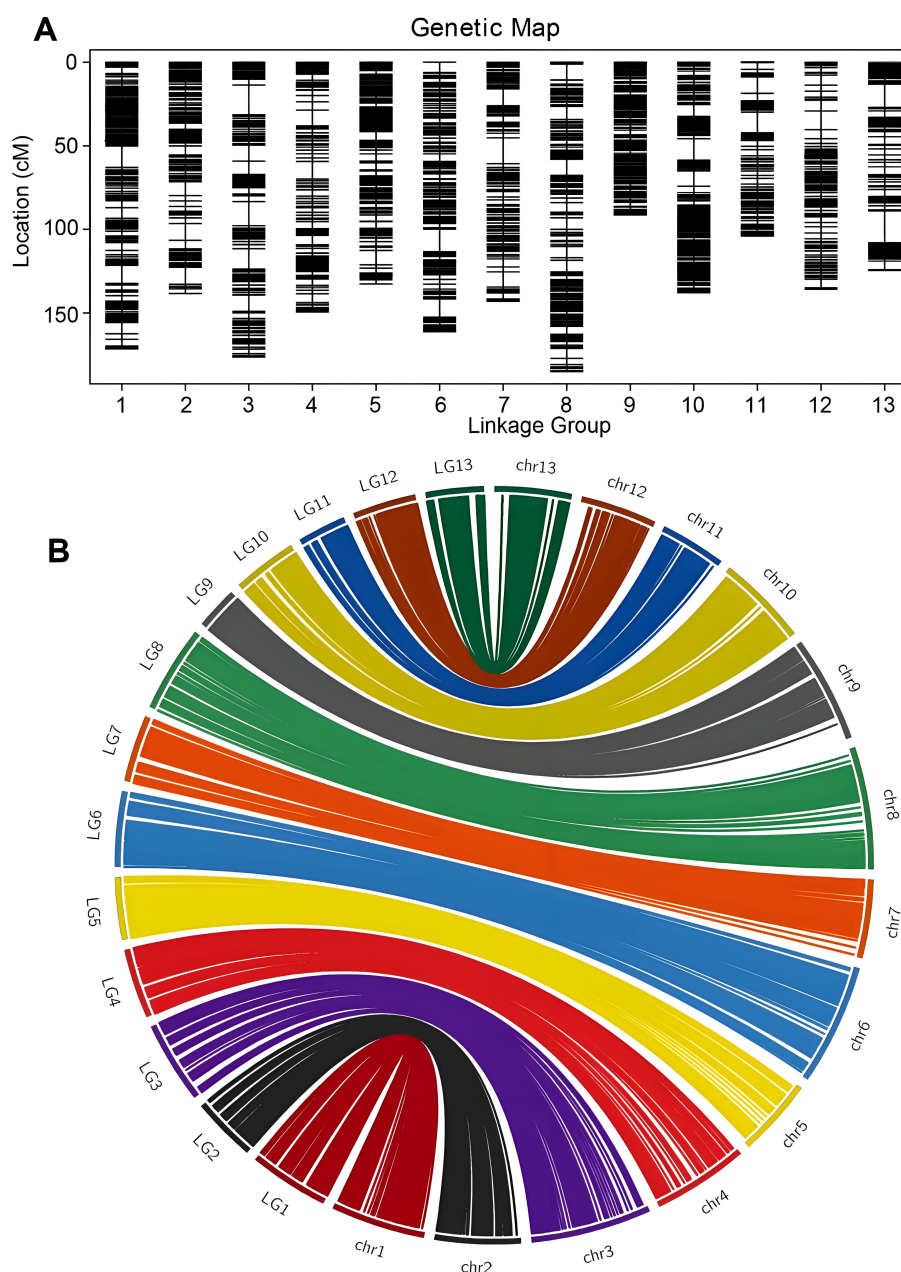 A
Genetic Map
Location (cM)
0
50
100
150
1 2 3 4 5 6 7 8 9 10 11 12 13
Linkage Group
B
LG13
chr13
LG12
chr12
LG11
chr11
LG10
chr10
LG9
chr9
LG8
chr8
LG7
chr7
LG6
chr6
LG5
chr5
LG4
chr4
LG3
chr3
LG2
chr2
LG1
chr1